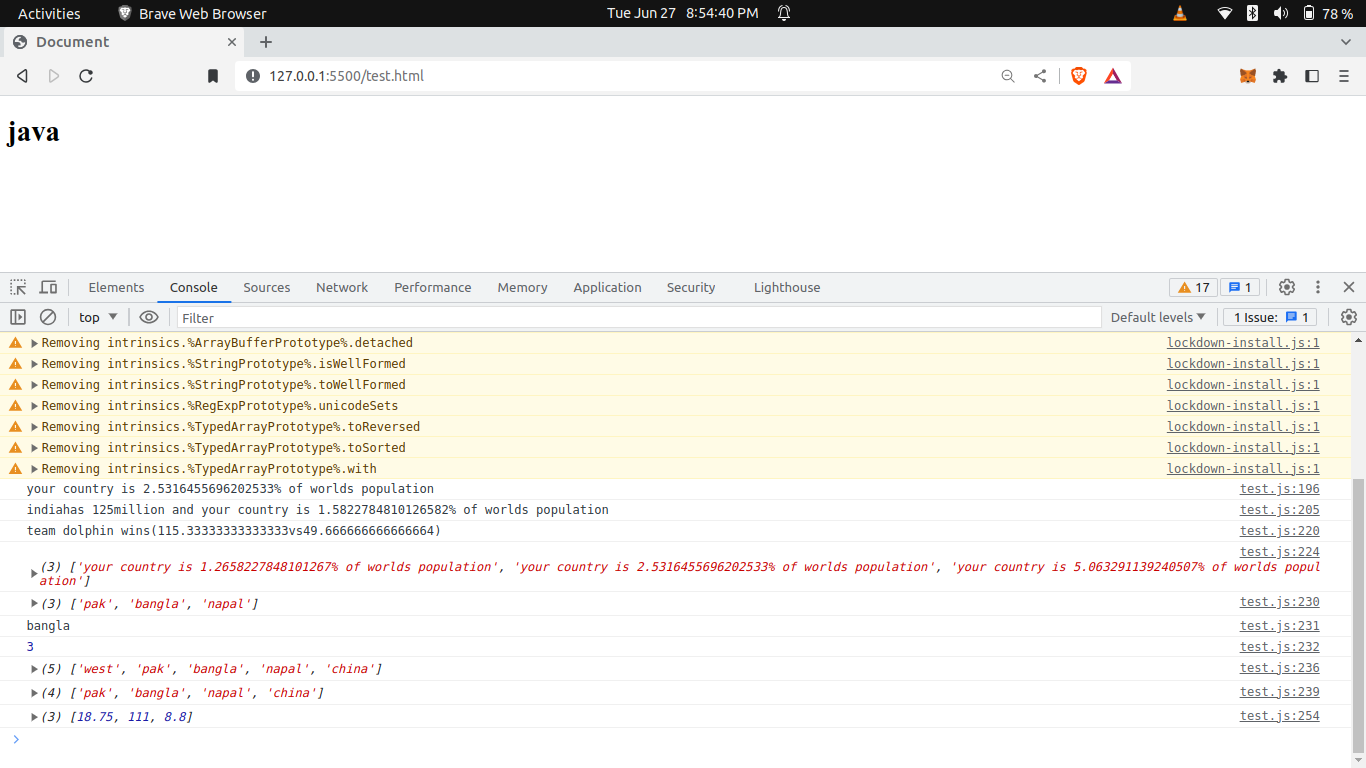 Activities Brave Web Browser Tue Jun 27 8:54:40 PM 78 %
Document
127.0.0.1:5500/test.html
java
Elements Console Sources Network Performance Memory Application Security Lighthouse 17 1
top Filter Default levels 1 Issue: 1
Removing intrinsics.%ArrayBufferPrototype%.detached lockdown-install.js:1
Removing intrinsics.%StringPrototype%.isWellFormed lockdown-install.js:1
Removing intrinsics.%StringPrototype%.toWellFormed lockdown-install.js:1
Removing intrinsics.%RegExpPrototype%.unicodeSets lockdown-install.js:1
Removing intrinsics.%TypedArrayPrototype%.toReversed lockdown-install.js:1
Removing intrinsics.%TypedArrayPrototype%.toSorted lockdown-install.js:1
Removing intrinsics.%TypedArrayPrototype%.with lockdown-install.js:1
your country is 2.5316455696202533% of worlds population test.js:196
indiahas 125million and your country is 1.5822784810126582% of worlds population test.js:205
team dolphin wins(115.33333333333333vs49.666666666666664) test.js:220
test.js:224
(3) ['your country is 1.2658227848101267% of worlds population', 'your country is 2.5316455696202533% of worlds population', 'your country is 5.063291139240507% of worlds popul
ation']
(3) ['pak', 'bangla', 'napal'] test.js:230
bangla test.js:231
3 test.js:232
(5) ['west', 'pak', 'bangla', 'napal', 'china'] test.js:236
(4) ['pak', 'bangla', 'napal', 'china'] test.js:239
(3) [18.75, 111, 8.8] test.js:254